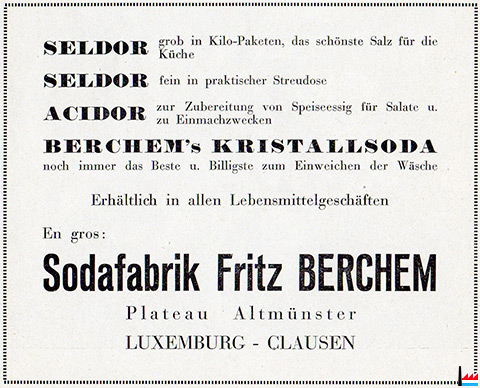 SELDOR grob in Kilo-Paketen, das schönste Salz für die
Küche
SELDOR fein in praktischer Streudose
ACIDOR zur Zubereitung von Speiseessig für Salate u.
zu Einmachzwecken
BERCHEM's KRISTALLSODA
noch immer das Beste u. Billigste zum Einweichen der Wäsche
Erhältlich in allen Lebensmittelgeschäften
En gros:
Sodafabrik Fritz BERCHEM
Plateau Altmünster
LUXEMBURG - CLAUSEN